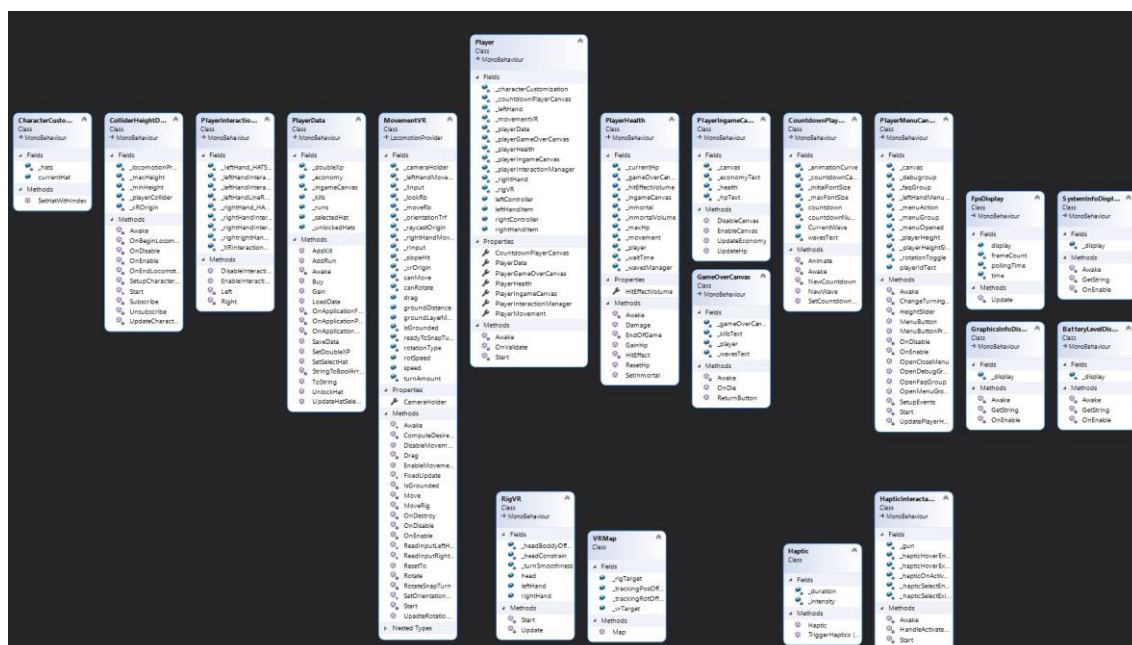 CharacterCusto...
Class
MonoBehaviour
Fields
_hats
currentHat
Methods
SetHatWithIndex
ColliderHeightD...
Class
MonoBehaviour
Fields
_locomotionPr...
_maxHeight
_minHeight
_playerCollider
_xROrigin
Methods
Awake
OnBeginLocom...
OnDisable
OnEnable
OnEndLocomot...
SetupCharacter...
Start
Subscribe
Unsubscribe
UpdateCharact...
PlayerInteraction...
Class
MonoBehaviour
Fields
_leftHand_HATS...
_leftHandIntera...
_leftHandIntera...
_leftHandLineR...
_rightHand_HA...
_rightHandInter...
_rightHandInter...
_rightrightHan...
_XRInteraction...
Methods
DisableInteracti...
EnableInteracti...
Left
Right
PlayerData
Class
MonoBehaviour
Fields
_doubleXp
_economy
_ingameCanvas
_kills
_runs
_selectedHat
_unlockedHats
Methods
AddKill
AddRun
Awake
Buy
Gain
LoadData
OnApplicationF...
OnApplicationP...
OnApplication...
SaveData
SetDoubleXP
SetSelectHat
StringToBoolArr...
ToString
UnlockHat
UpdateHatSele...
MovementVR
Class
LocomotionProvider
Fields
_cameraHolder
_leftHandMove...
_lInput
_lookRb
_moveRb
_orientationTrf
_raycastOrigin
_rightHandMov...
_rInput
_slopeHit
_xrOrigin
canMove
canRotate
drag
groundDistance
groundLayerM...
isGrounded
readyToSnapTu...
rotationType
rotSpeed
speed
turnAmount
Properties
CameraHolder
Methods
Awake
ComputeDesire...
DisableMovem...
Drag
EnableMoveme...
FixedUpdate
IsGrounded
Move
MoveRig
OnDestroy
OnDisable
OnEnable
ReadInputLeftH...
ReadInputRight...
ResetTo
Rotate
RotateSnapTurn
SetOrientation...
Start
UpadteRotatio...
Nested Types
Player
Class
MonoBehaviour
Fields
_characterCustomization
_countdownPlayerCanvas
_leftHand
_movementVR
_playerData
_playerGameOverCanvas
_playerHealth
_playerIngameCanvas
_playerInteractionManager
_rightHand
_rigVR
leftController
leftHandItem
rightController
rightHandItem
Properties
CountdownPlayerCanvas
PlayerData
PlayerGameOverCanvas
PlayerHealth
PlayerIngameCanvas
PlayerInteractionManager
PlayerMovement
Methods
Awake
OnValidate
Start
PlayerHealth
Class
MonoBehaviour
Fields
_currentHp
_gameOverCan...
_hitEffectVolume
_ingameCanvas
_inmortal
_inmortalVolume
_maxHp
_movement
_player
_waitTime
_wavesManager
Properties
HitEffectVolume
Methods
Awake
Damage
EndOfGame
GainHp
HitEffect
ResetHp
SetInmortal
PlayerIngameCa...
Class
MonoBehaviour
Fields
_canvas
_economyText
_health
_hpText
Methods
DisableCanvas
EnableCanvas
UpdateEconomy
UpdateHp
GameOverCanvas
Class
MonoBehaviour
Fields
_gameOverCan...
_killsText
_player
_wavesText
Methods
Awake
OnDie
ReturnButton
CountdownPlay...
Class
MonoBehaviour
Fields
_animationCurve
_countdownCa...
_initialFontSize
_maxFontSize
countdown
countdownNu...
CurrentWave
wavesText
Methods
Animate
Awake
NewCountdown
NewWave
SetCountdown...
PlayerMenuCan...
Class
MonoBehaviour
Fields
_canvas
_debugroup
_faqGroup
_leftHandMenu...
_menuAction
_menuGroup
_menuOpened
_playerHeight
_playerHeightSl...
_rotationToggle
playerIdText
Methods
Awake
ChangeTurning...
HeightSlider
MenuButton
MenuButtonPr...
OnDisable
OnEnable
OpenCloseMenu
OpenDebugGr...
OpenFaqGroup
OpenMenuGro...
SetupEvents
Start
UpdatePlayerH...
FpsDisplay
Class
MonoBehaviour
Fields
display
frameCount
pollingTime
time
Methods
Update
SystemInfoDispl...
Class
MonoBehaviour
Fields
_display
Methods
Awake
GetString
OnEnable
GraphicsInfoDis...
Class
MonoBehaviour
Fields
_display
Methods
Awake
GetString
OnEnable
BatteryLevelDis...
Class
MonoBehaviour
Fields
_display
Methods
Awake
GetString
OnEnable
RigVR
Class
MonoBehaviour
Fields
_headBoddyOff...
_headConstrain
_turnSmoothness
head
leftHand
rightHand
Methods
Start
Update
VRMap
Class
Fields
_rigTarget
_trackingPosOff...
_trackingRotOff...
_vrTarget
Methods
Map
Haptic
Class
Fields
_duration
_intensity
Methods
Haptic
TriggerHaptics (...
HapticInteracta...
Class
MonoBehaviour
Fields
_gun
_hapticHoverEn...
_hapticHoverEx...
_hapticOnActiv...
_hapticSelectEn...
_hapticSelectExi...
Methods
Awake
HandleActivate...
Start